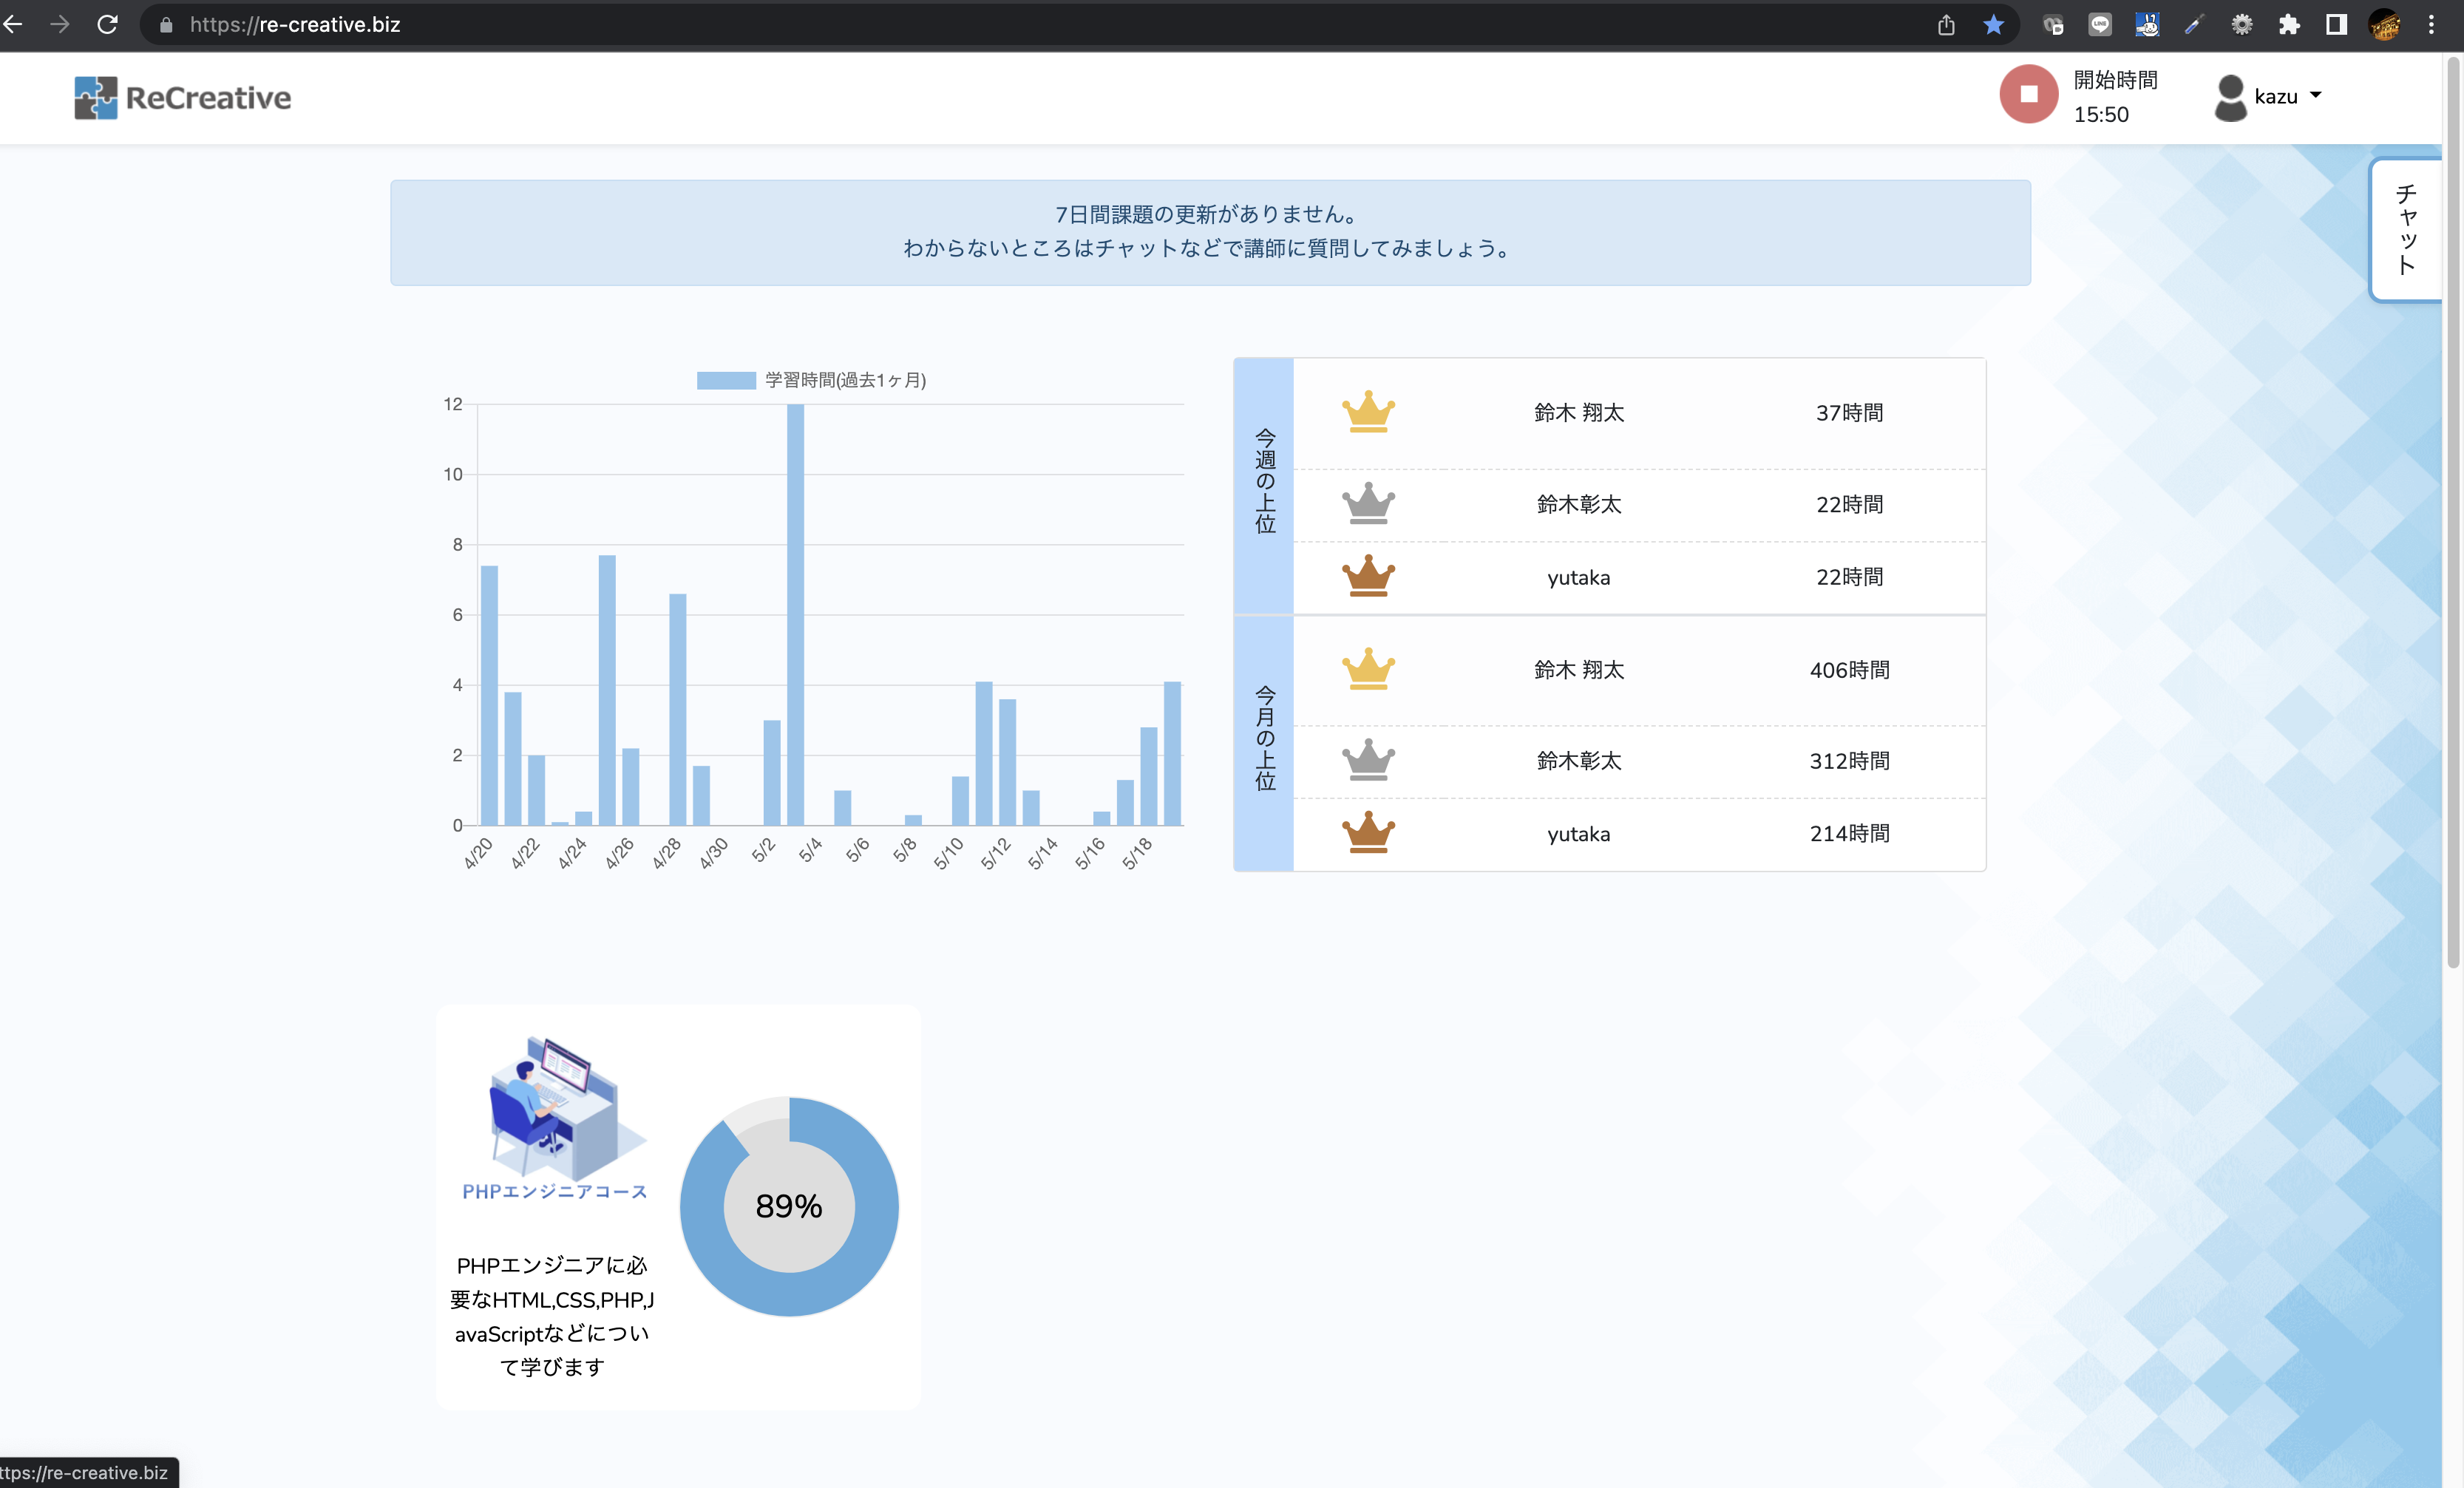 https://re-creative.biz
ReCreative
開始時間
15:50
kazu
チャット
7日間課題の更新がありません。
わからないところはチャットなどで講師に質問してみましょう。
学習時間(過去1ヶ月)
12
10
8
6
4
2
0
4/20
4/22
4/24
4/26
4/28
4/30
5/2
5/4
5/6
5/8
5/10
5/12
5/14
5/16
5/18
今週の上位
鈴木 翔太 37時間
鈴木彰太 22時間
yutaka 22時間
今月の上位
鈴木 翔太 406時間
鈴木彰太 312時間
yutaka 214時間
PHPエンジニアコース
PHPエンジニアに必
要なHTML,CSS,PHP,J
avaScriptなどについ
て学びます
89%
ttps://re-creative.biz